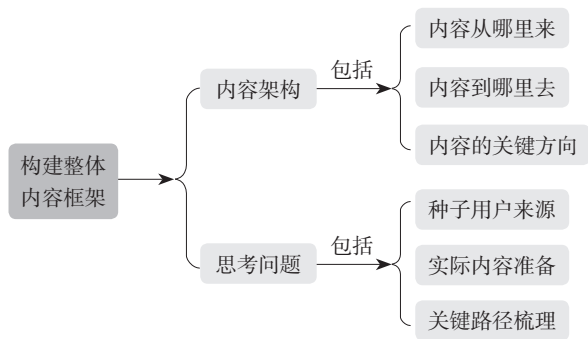 构建整体
内容框架
内容架构
包括
内容从哪里来
内容到哪里去
内容的关键方向
思考问题
包括
种子用户来源
实际内容准备
关键路径梳理